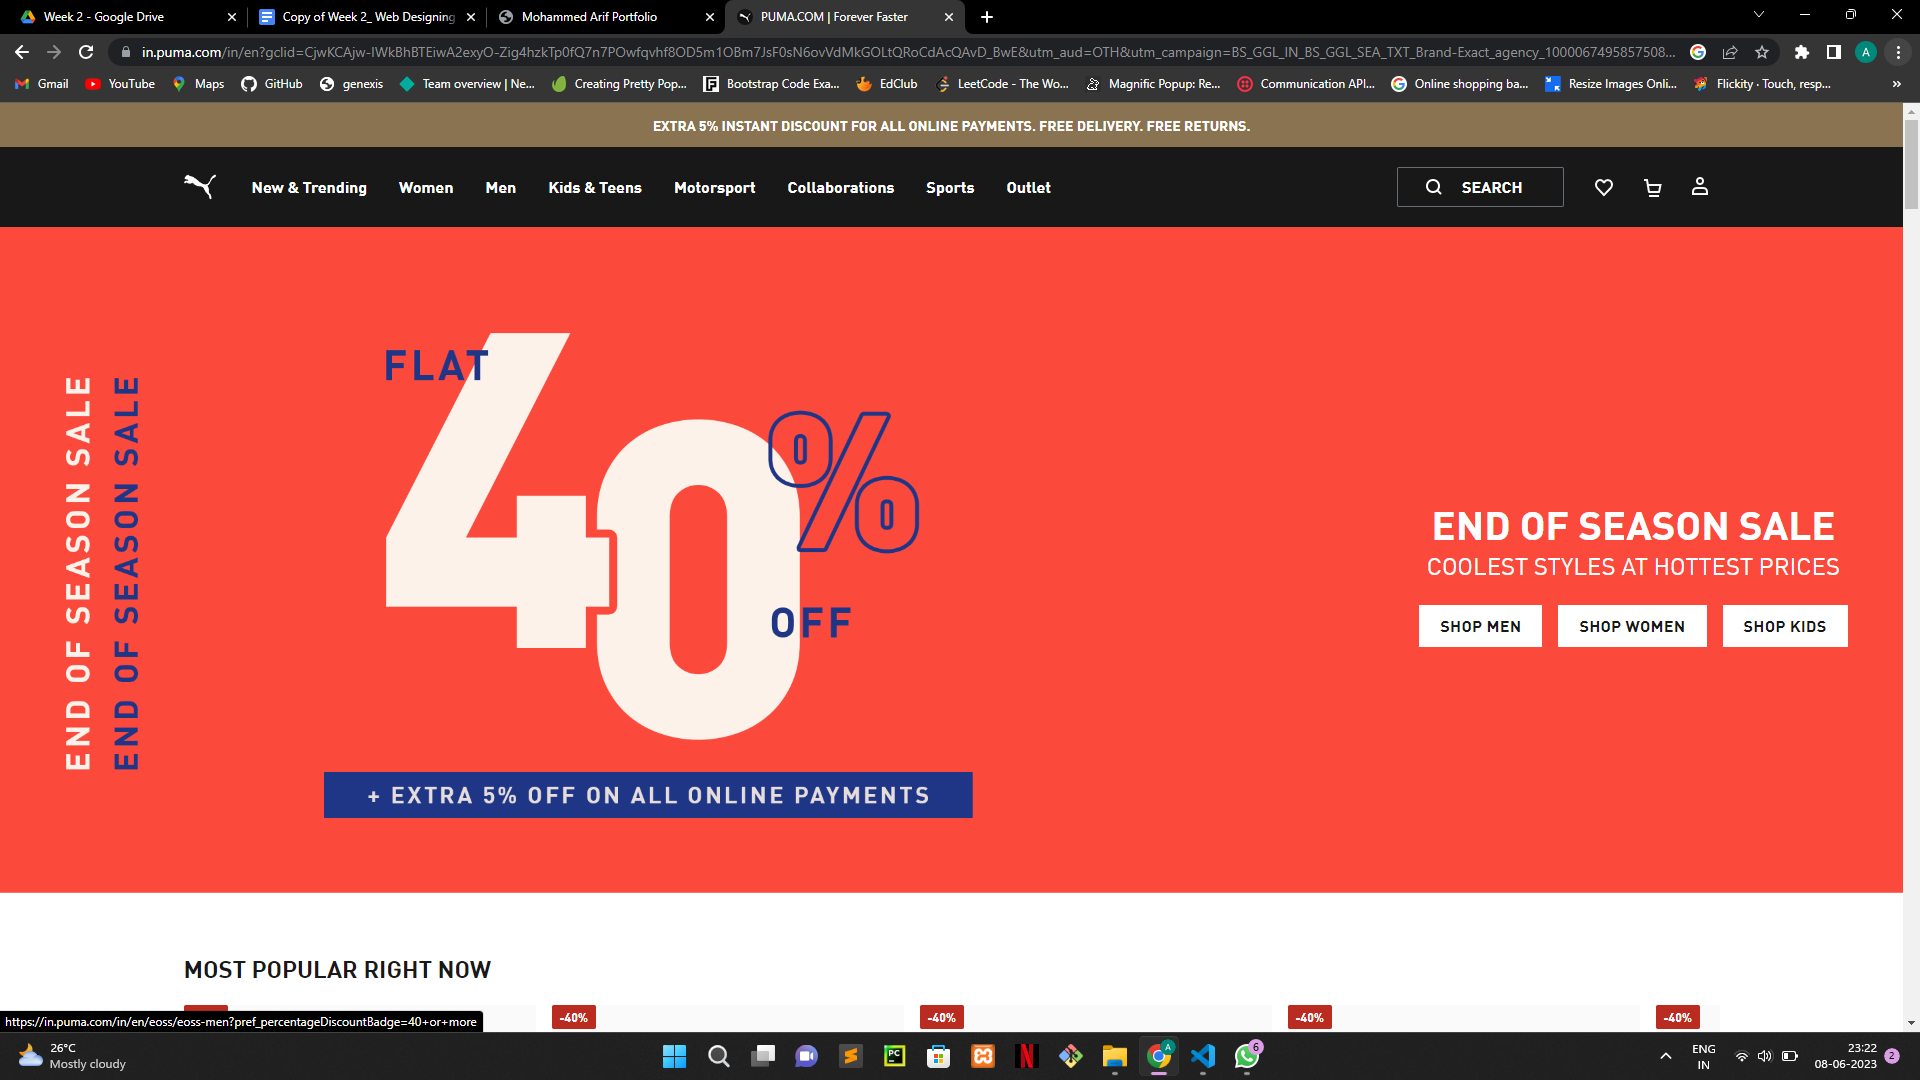 Week 2 - Google Drive
Copy of Week 2_ Web Designing
Mohammed Arif Portfolio
PUMA.COM | Forever Faster
in.puma.com/in/en?gclid=CjwKCAjw-IWkBhBTEiwA2exyO-Zig4hzkTp0fQ7n7POwfqvhf8OD5m1OBm7JsF0sN6ovVdMkGOLtQRoCdAcQAvD_BwE&utm_aud=OTH&utm_campaign=BS_GGL_IN_BS_GGL_SEA_TXT_Brand-Exact_agency_1000067495857508...
A
Gmail
YouTube
Maps
GitHub
genexis
Team overview | Ne...
Creating Pretty Pop...
Bootstrap Code Exa...
EdClub
LeetCode - The Wo...
Magnific Popup: Re...
Communication API...
Online shopping ba...
Resize Images Onli...
Flickity · Touch, resp...
EXTRA 5% INSTANT DISCOUNT FOR ALL ONLINE PAYMENTS. FREE DELIVERY. FREE RETURNS.
New & Trending
Women
Men
Kids & Teens
Motorsport
Collaborations
Sports
Outlet
SEARCH
END OF SEASON SALE
END OF SEASON SALE
FLAT
40%
OFF
+ EXTRA 5% OFF ON ALL ONLINE PAYMENTS
END OF SEASON SALE
COOLEST STYLES AT HOTTEST PRICES
SHOP MEN
SHOP WOMEN
SHOP KIDS
MOST POPULAR RIGHT NOW
-40%
-40%
-40%
-40%
https://in.puma.com/in/en/eoss/eoss-men?pref_percentageDiscountBadge=40+or+more
26°C
Mostly cloudy
PC
N
A
6
ENG
IN
23:22
08-06-2023
2